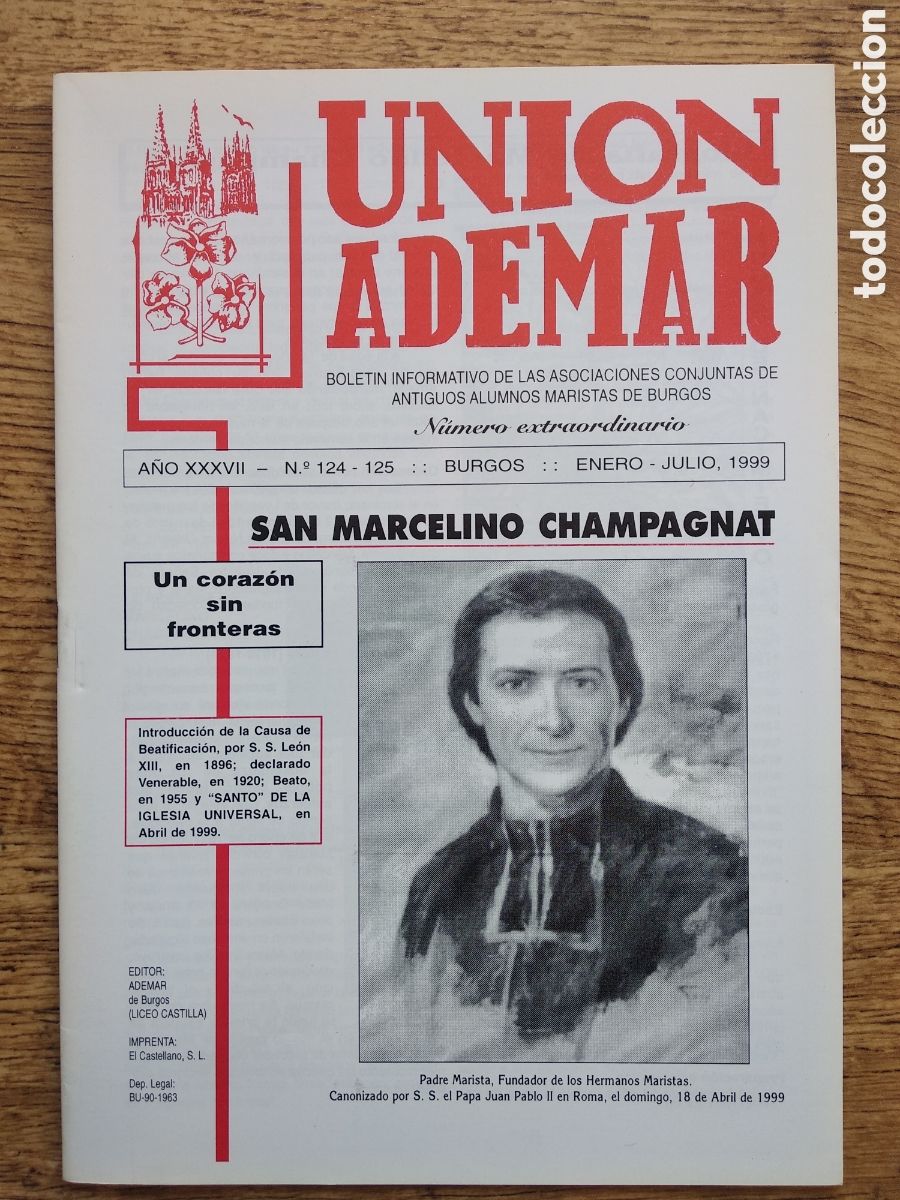 UNION
ADEMAR
BOLETIN INFORMATIVO DE LAS ASOCIACIONES CONJUNTAS DE
ANTIGUOS ALUMNOS MARISTAS DE BURGOS
Número extraordinario
AÑO XXXVII – N.º 124 - 125 :: BURGOS :: ENERO - JULIO, 1999
SAN MARCELINO CHAMPAGNAT
Un corazón
sin
fronteras
Introducción de la Causa de
Beatificación, por S. S. León
XIII, en 1896; declarado
Venerable, en 1920; Beato,
en 1955 y “SANTO” DE LA
IGLESIA UNIVERSAL, en
Abril de 1999.
EDITOR:
ADEMAR
de Burgos
(LICEO CASTILLA)
IMPRENTA:
El Castellano, S. L.
Dep. Legal:
BU-90-1963
Padre Marista, Fundador de los Hermanos Maristas.
Canonizado por S. S. el Papa Juan Pablo II en Roma, el domingo, 18 de Abril de 1999
todocoleccion